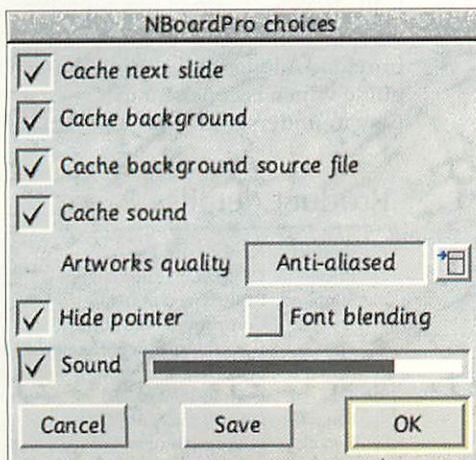 NBoardPro choices
Cache next slide
Cache background
Cache background source file
Cache sound
Artworks quality Anti-aliased
Hide pointer Font blending
Sound
Cancel Save OK